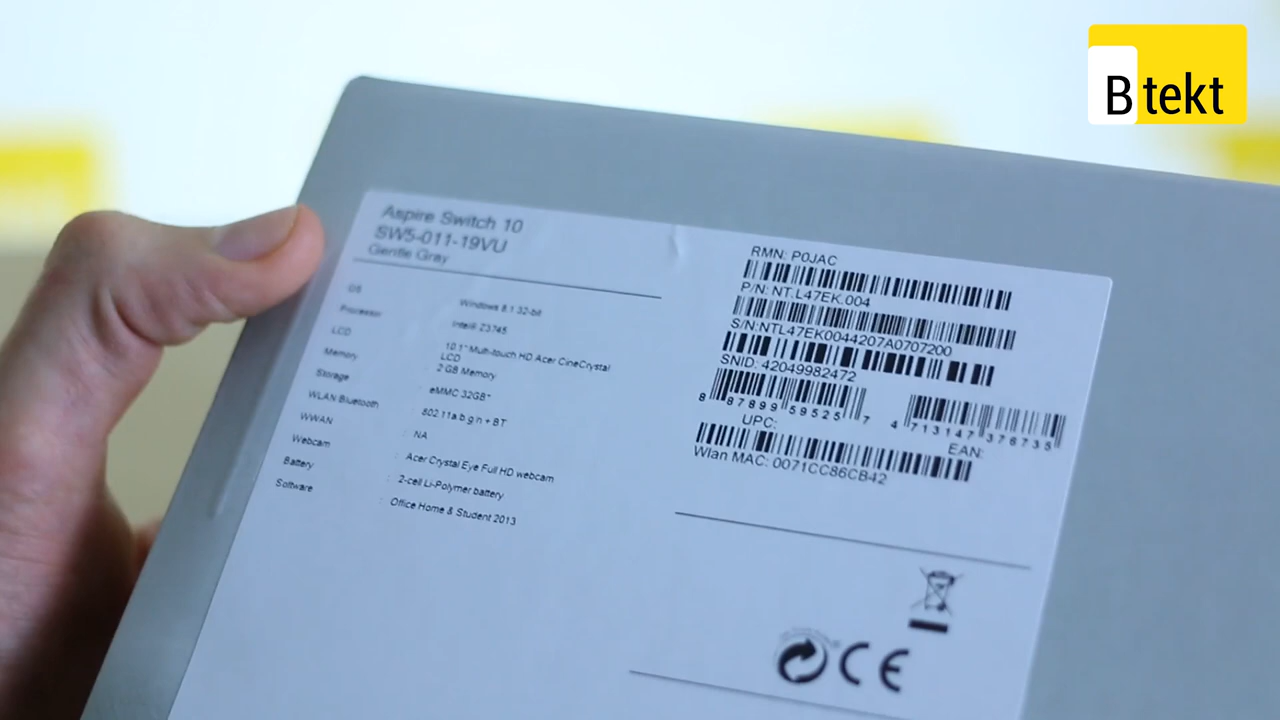 B tekt
Aspire Switch 10
SW5-011-19VU
Gentle Gray
OS Windows 8.1 32-bit
Processor Intel® Z3745
LCD 10.1" Multi-touch HD Acer CineCrystal
LCD
Memory 2 GB Memory
Storage : eMMC 32GB*
WLAN Bluetooth : 802.11a.b.g.n + BT
WWAN : NA
Webcam : Acer Crystal Eye Full HD webcam
Battery : 2-cell Li-Polymer battery
Software : Office Home & Student 2013
RMN: P0JAC
P/N: NT.L47EK.004
S/N:NTL47EK0044207A0707200
SNID: 42049982472
8 87899 59525 7
UPC:
4 713147 376735
EAN:
Wlan MAC: 0071CC86CB42
CE